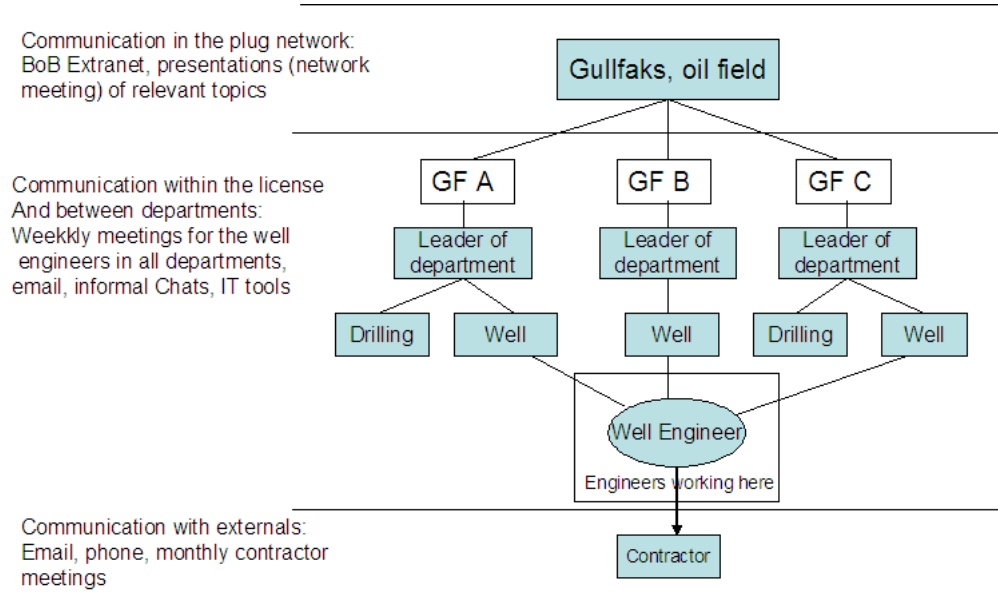 Communication in the plug network:
BoB Extranet, presentations (network
meeting) of relevant topics
Gullfaks, oil field
Communication within the license
And between departments:
Weekkly meetings for the well
engineers in all departments,
email, informal Chats, IT tools
GF A
GF B
GF C
Leader of
department
Leader of
department
Leader of
department
Drilling
Well
Well
Drilling
Well
Well Engineer
Engineers working here
Communication with externals:
Email, phone, monthly contractor
meetings
Contractor